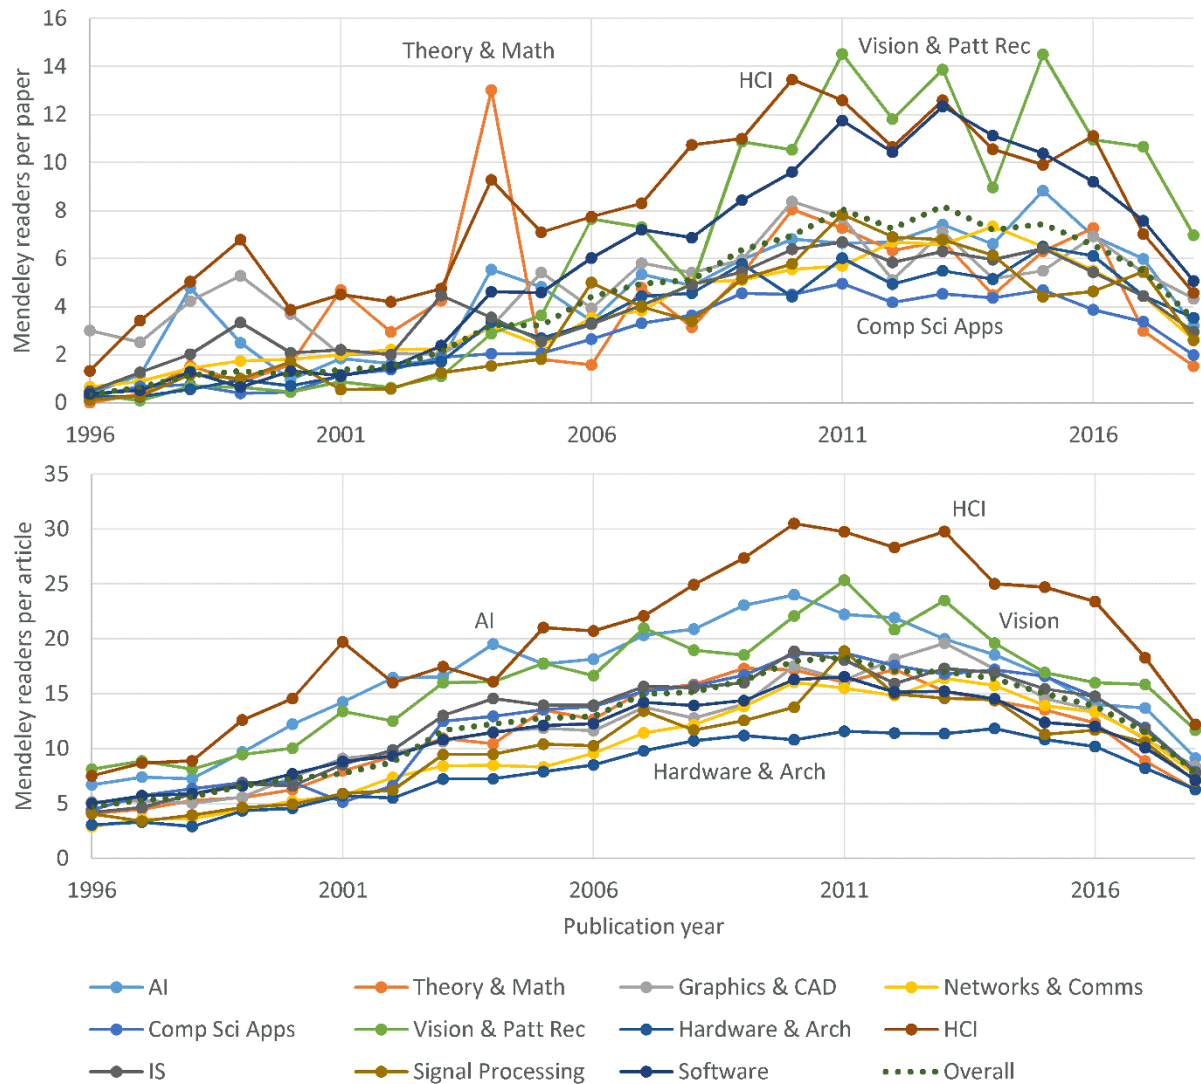 16
14
12
10
8
6
4
2
0
Mendeley readers per paper
Theory & Math
Vision & Patt Rec
HCI
Comp Sci Apps
1996 2001 2006 2011 2016
35
30
25
20
15
10
5
0
Mendeley readers per article
HCI
AI
Vision
Hardware & Arch
1996 2001 2006 2011 2016
Publication year
AI Theory & Math Graphics & CAD Networks & Comms
Comp Sci Apps Vision & Patt Rec Hardware & Arch HCI
IS Signal Processing Software Overall